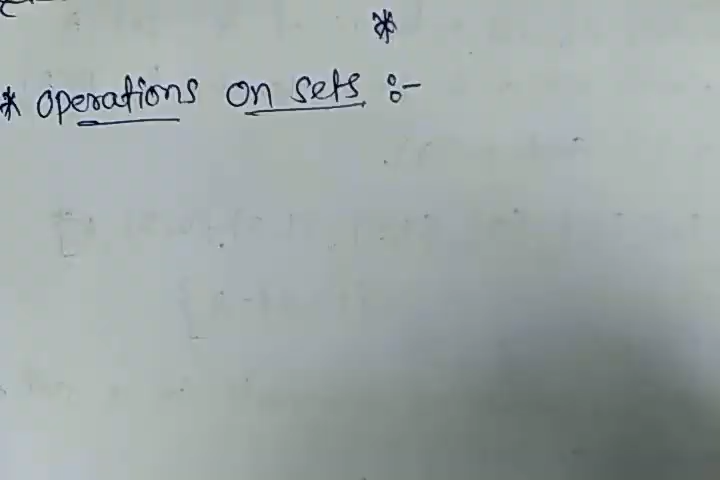 *
* operations on sets :-